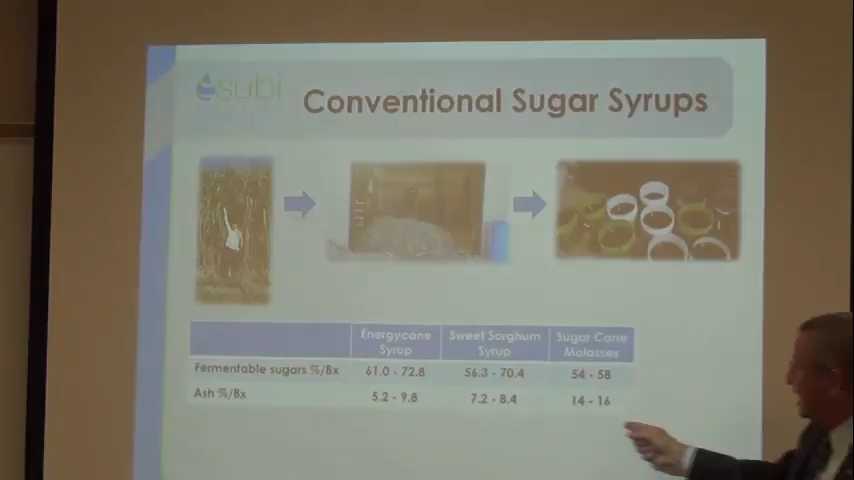 subi
Conventional Sugar Syrups
Energycane Syrup
Sweet Sorghum Syrup
Sugar Cane Molasses
Fermentable sugars %/Bx 61.0 - 72.8 56.3 - 70.4 54 - 58
Ash %/Bx 5.2 - 9.8 7.2 - 8.4 14 - 16